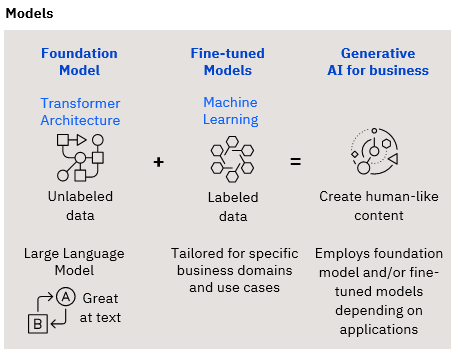 Models
Foundation
Model
Transformer
Architecture
Unlabeled
data
Large Language
Model
A
B
Great
at text
+
Fine-tuned
Models
Machine
Learning
Labeled
data
Tailored for specific
business domains
and use cases
=
Generative
AI for business
Create human-like
content
Employs foundation
model and/or fine-
tuned models
depending on
applications